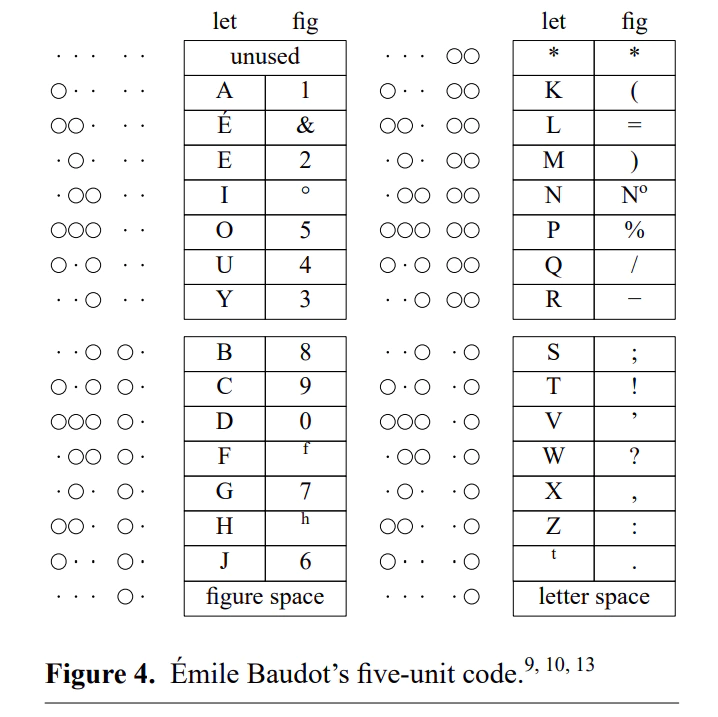 let fig let fig
· · · · · unused · · · ○○ * *
○ · · · · A 1 ○ · · ○○ K (
○○ · · · É & ○○ · ○○ L =
· ○ · · · E 2 · ○ · ○○ M )
· ○○ · · I ° · ○○ ○○ N Nº
○○○ · · O 5 ○○○ ○○ P %
○ · ○ · · U 4 ○ · ○ ○○ Q /
· · ○ · · Y 3 · · ○ ○○ R −
· · ○ ○ · B 8 · · ○ · ○ S ;
○ · ○ ○ · C 9 ○ · ○ · ○ T !
○○○ ○ · D 0 ○○○ · ○ V ’
· ○○ ○ · F f · ○○ · ○ W ?
· ○ · ○ · G 7 · ○ · · ○ X ,
○○ · ○ · H h ○○ · · ○ Z :
○ · · ○ · J 6 ○ · · · ○ t .
· · · ○ · figure space · · · · ○ letter space
Figure 4. Émile Baudot’s five-unit code.9, 10, 13